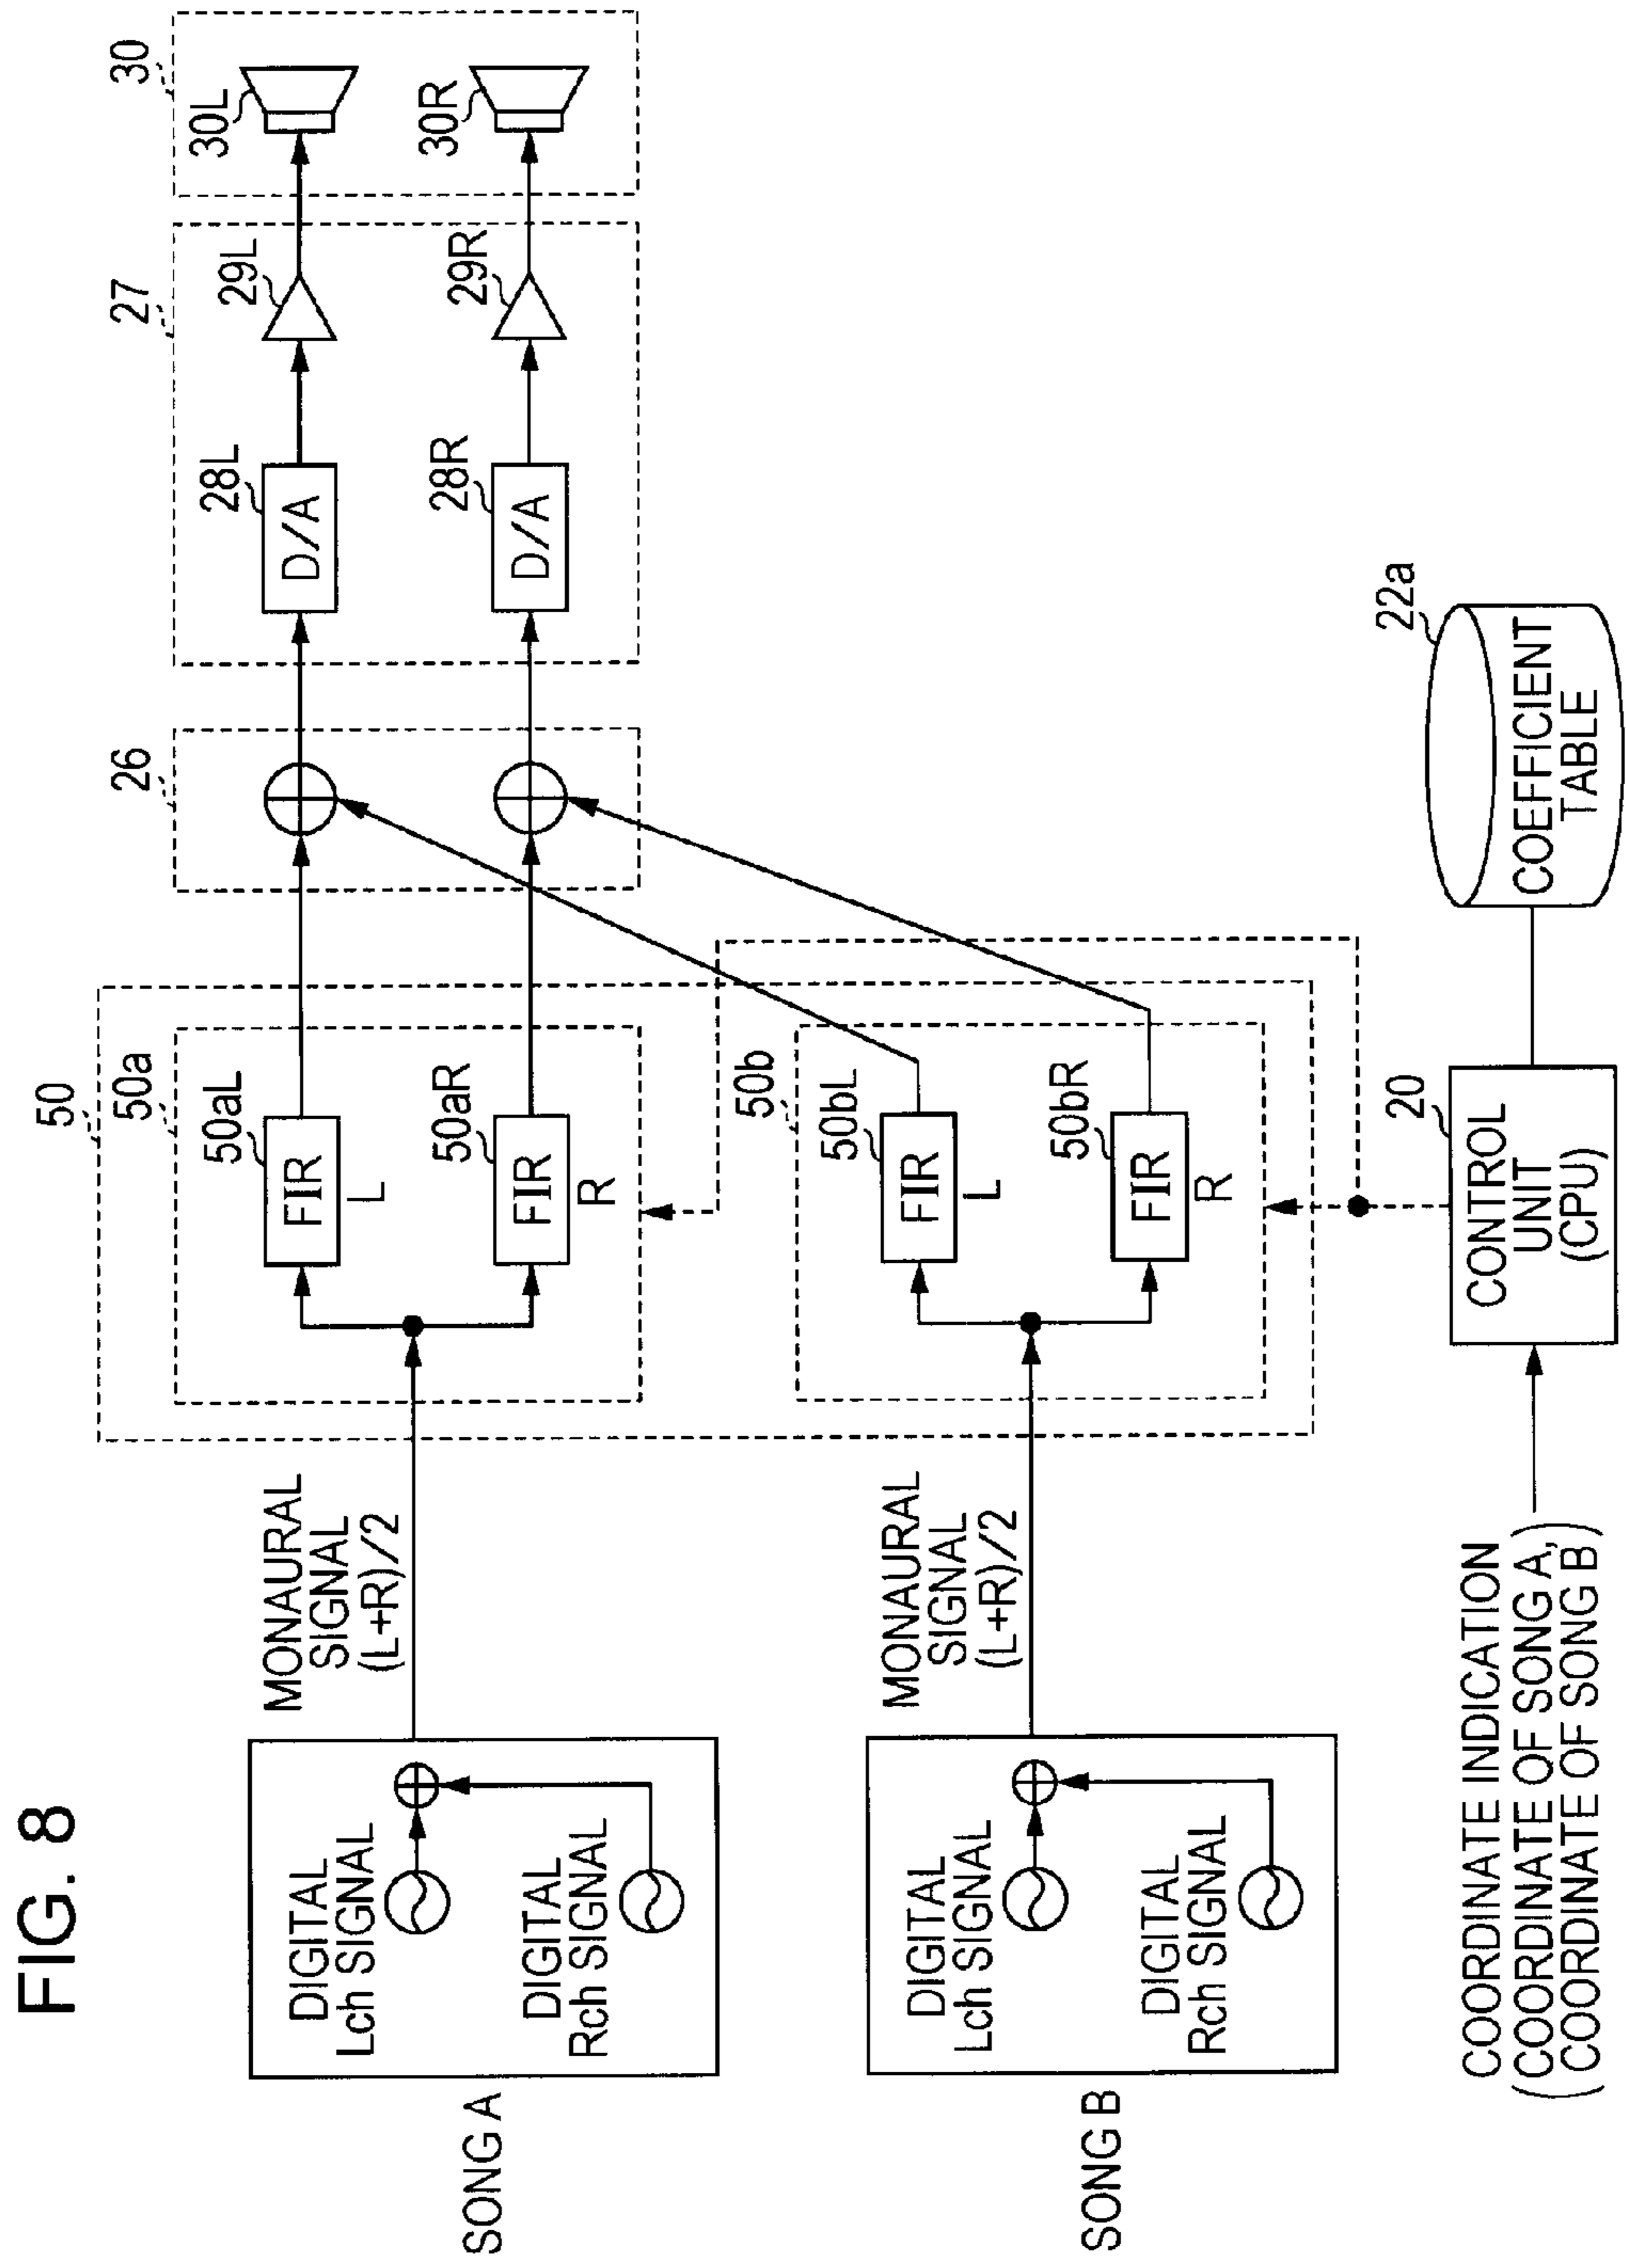 FIG. 8
SONG A
DIGITAL
Lch SIGNAL
DIGITAL
Rch SIGNAL
MONAURAL
SIGNAL
(L+R)/2
50
50a
50aL
FIR
L
50aR
FIR
R
26
27
28L
D/A
29L
28R
D/A
29R
30
30L
30R
SONG B
DIGITAL
Lch SIGNAL
DIGITAL
Rch SIGNAL
MONAURAL
SIGNAL
(L+R)/2
50b
50bL
FIR
L
50bR
FIR
R
COORDINATE INDICATION
(COORDINATE OF SONG A,)
(COORDINATE OF SONG B)
20
CONTROL
UNIT
(CPU)
22a
COEFFICIENT
TABLE